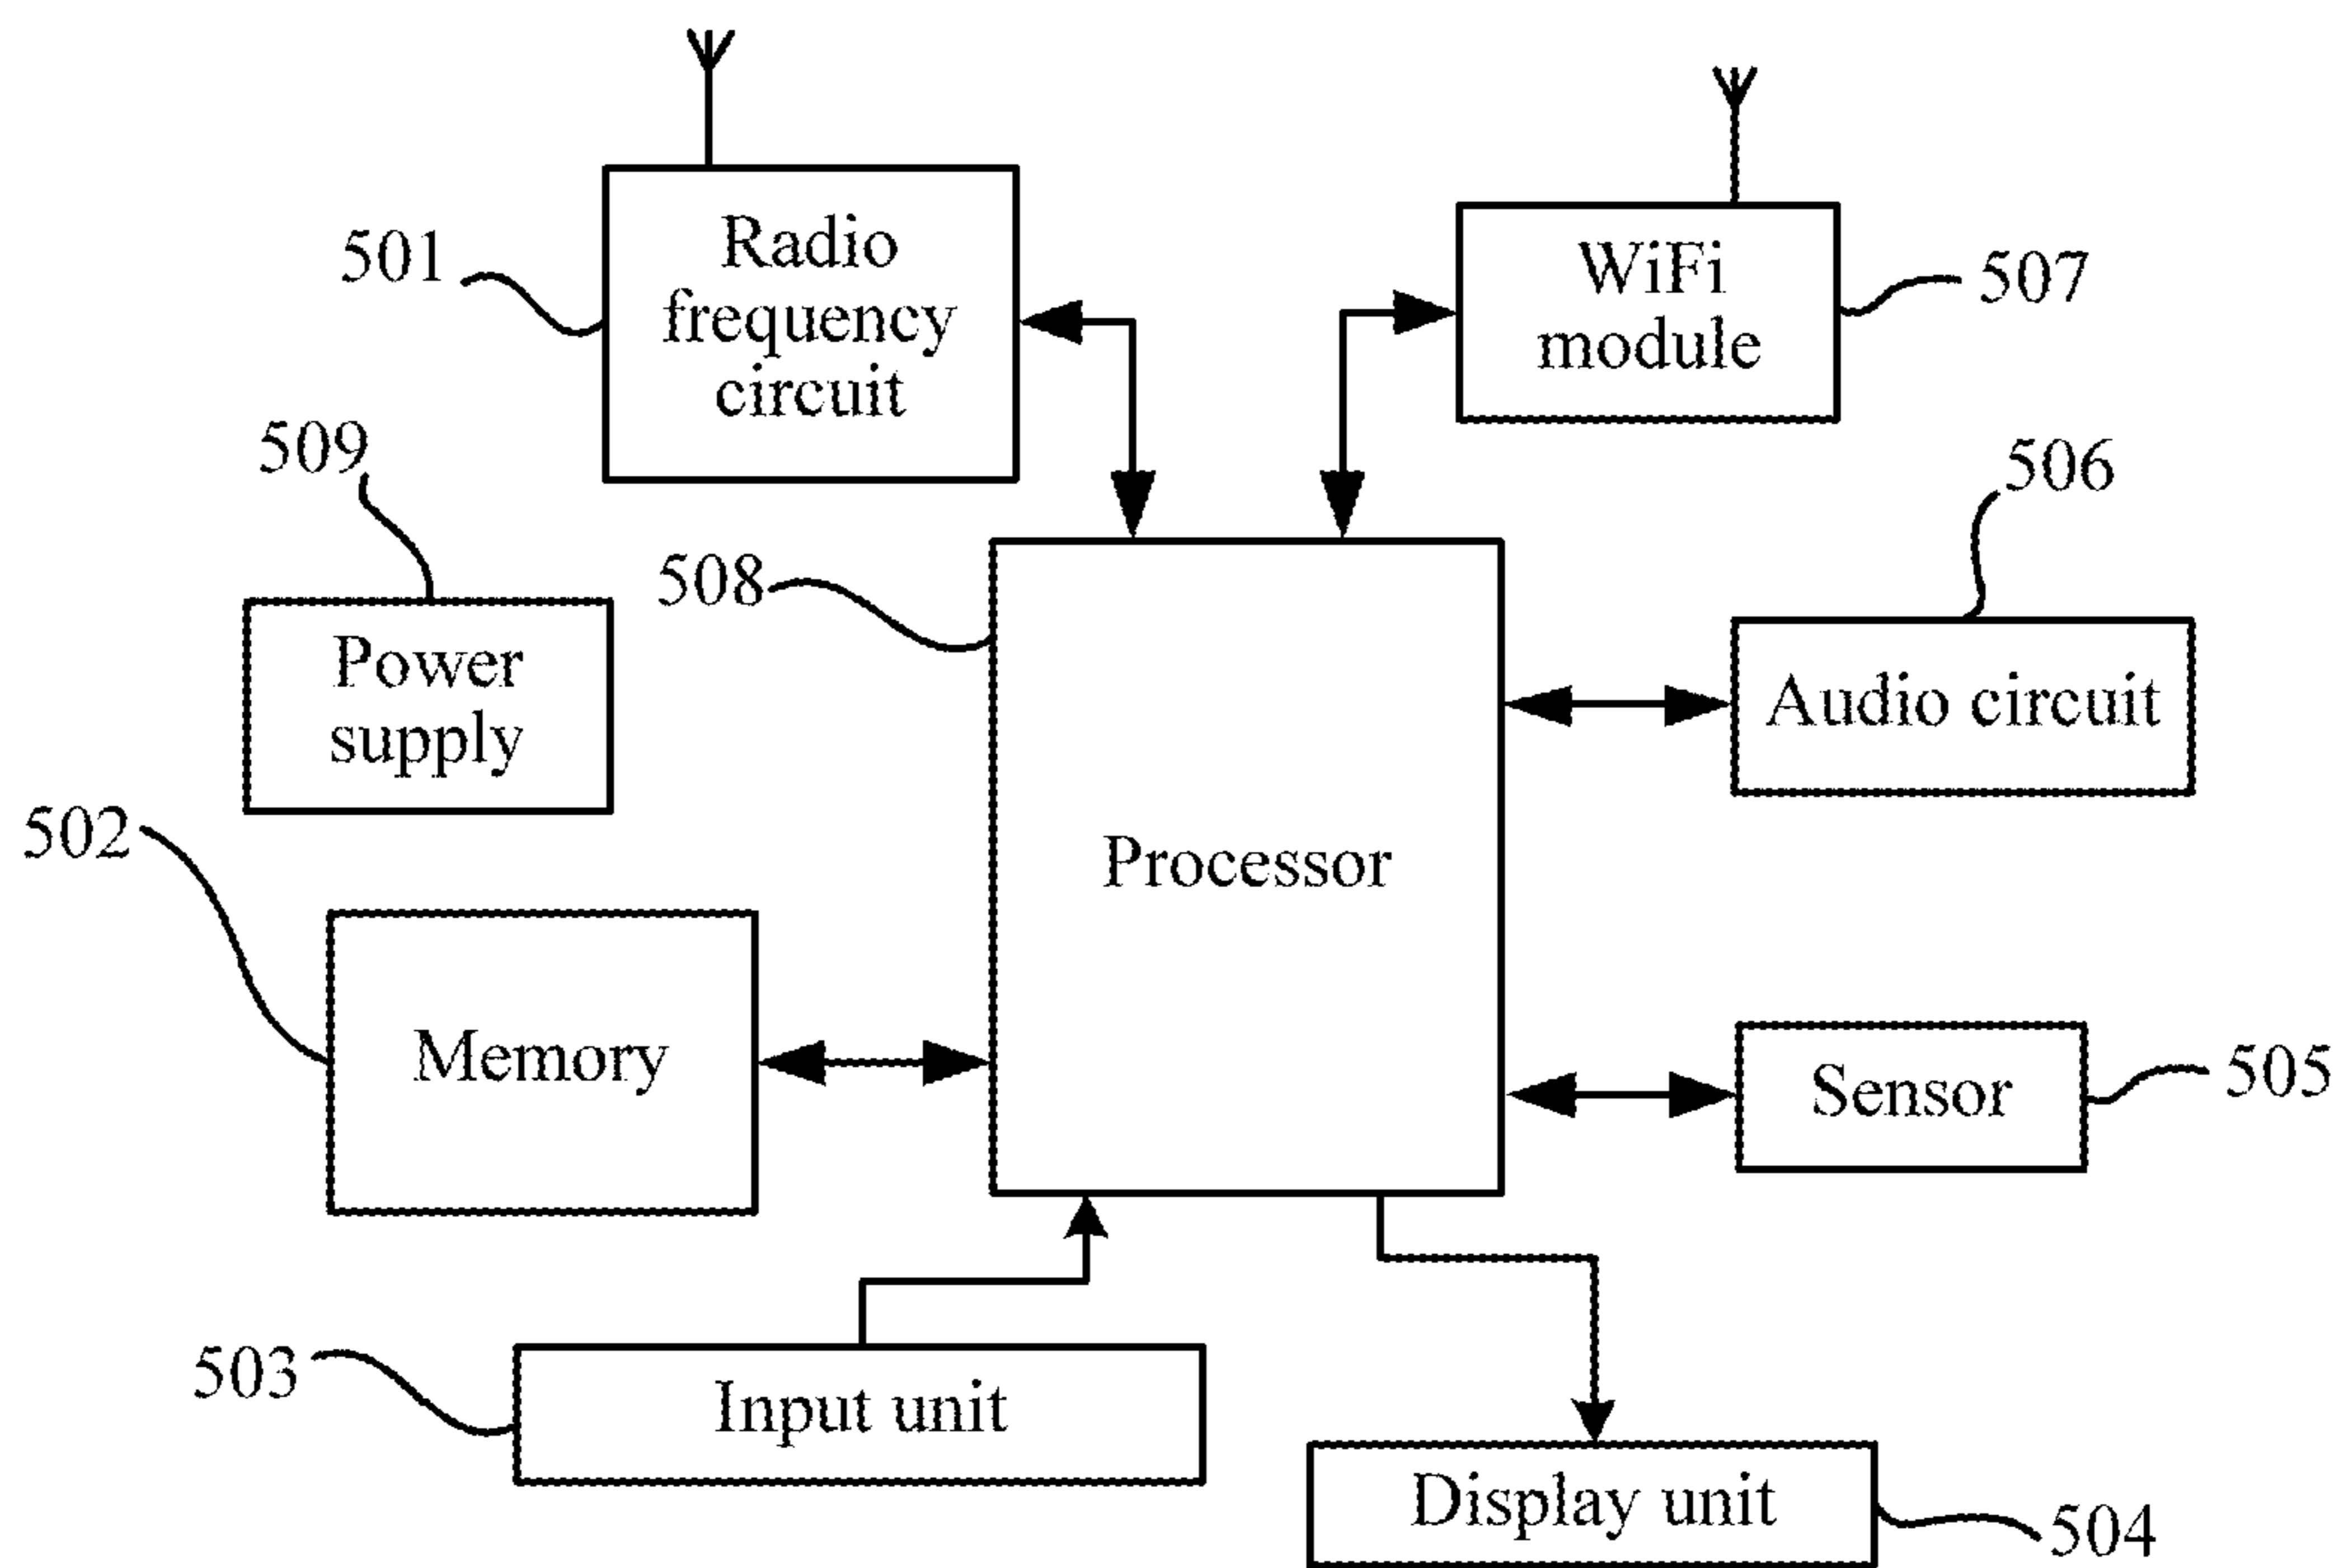 501
Radio
frequency
circuit
WiFi
module
507
509
Power
supply
508
Processor
506
Audio circuit
502
Memory
Sensor
505
503
Input unit
Display unit
504